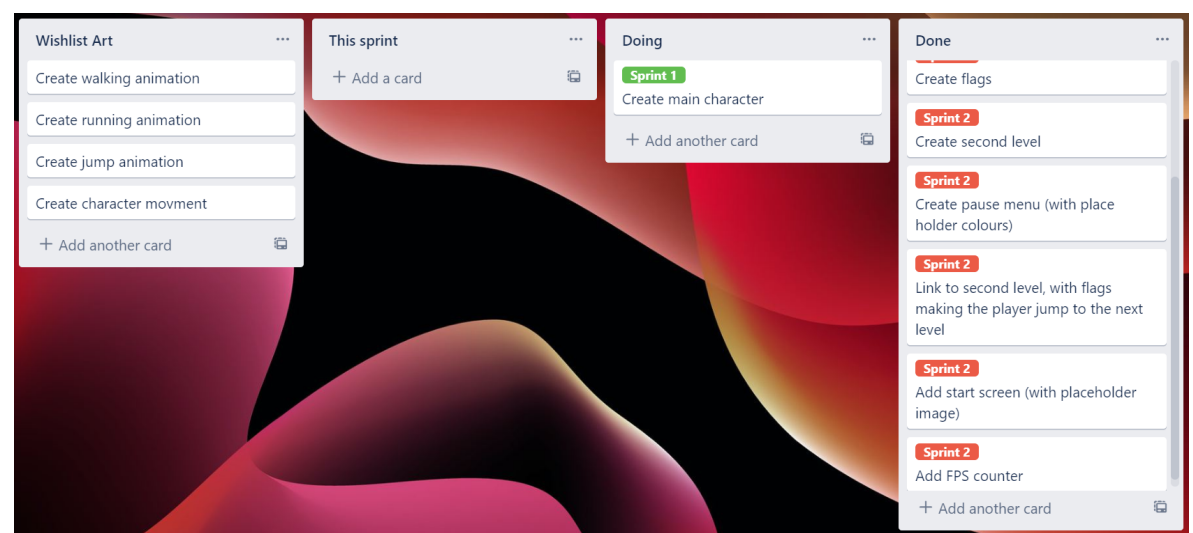 Wishlist Art
Create walking animation
Create running animation
Create jump animation
Create character movment
+ Add another card
This sprint
+ Add a card
Doing
Sprint 1
Create main character
+ Add another card
Done
Create flags
Sprint 2
Create second level
Sprint 2
Create pause menu (with place
holder colours)
Sprint 2
Link to second level, with flags
making the player jump to the next
level
Sprint 2
Add start screen (with placeholder
image)
Sprint 2
Add FPS counter
+ Add another card